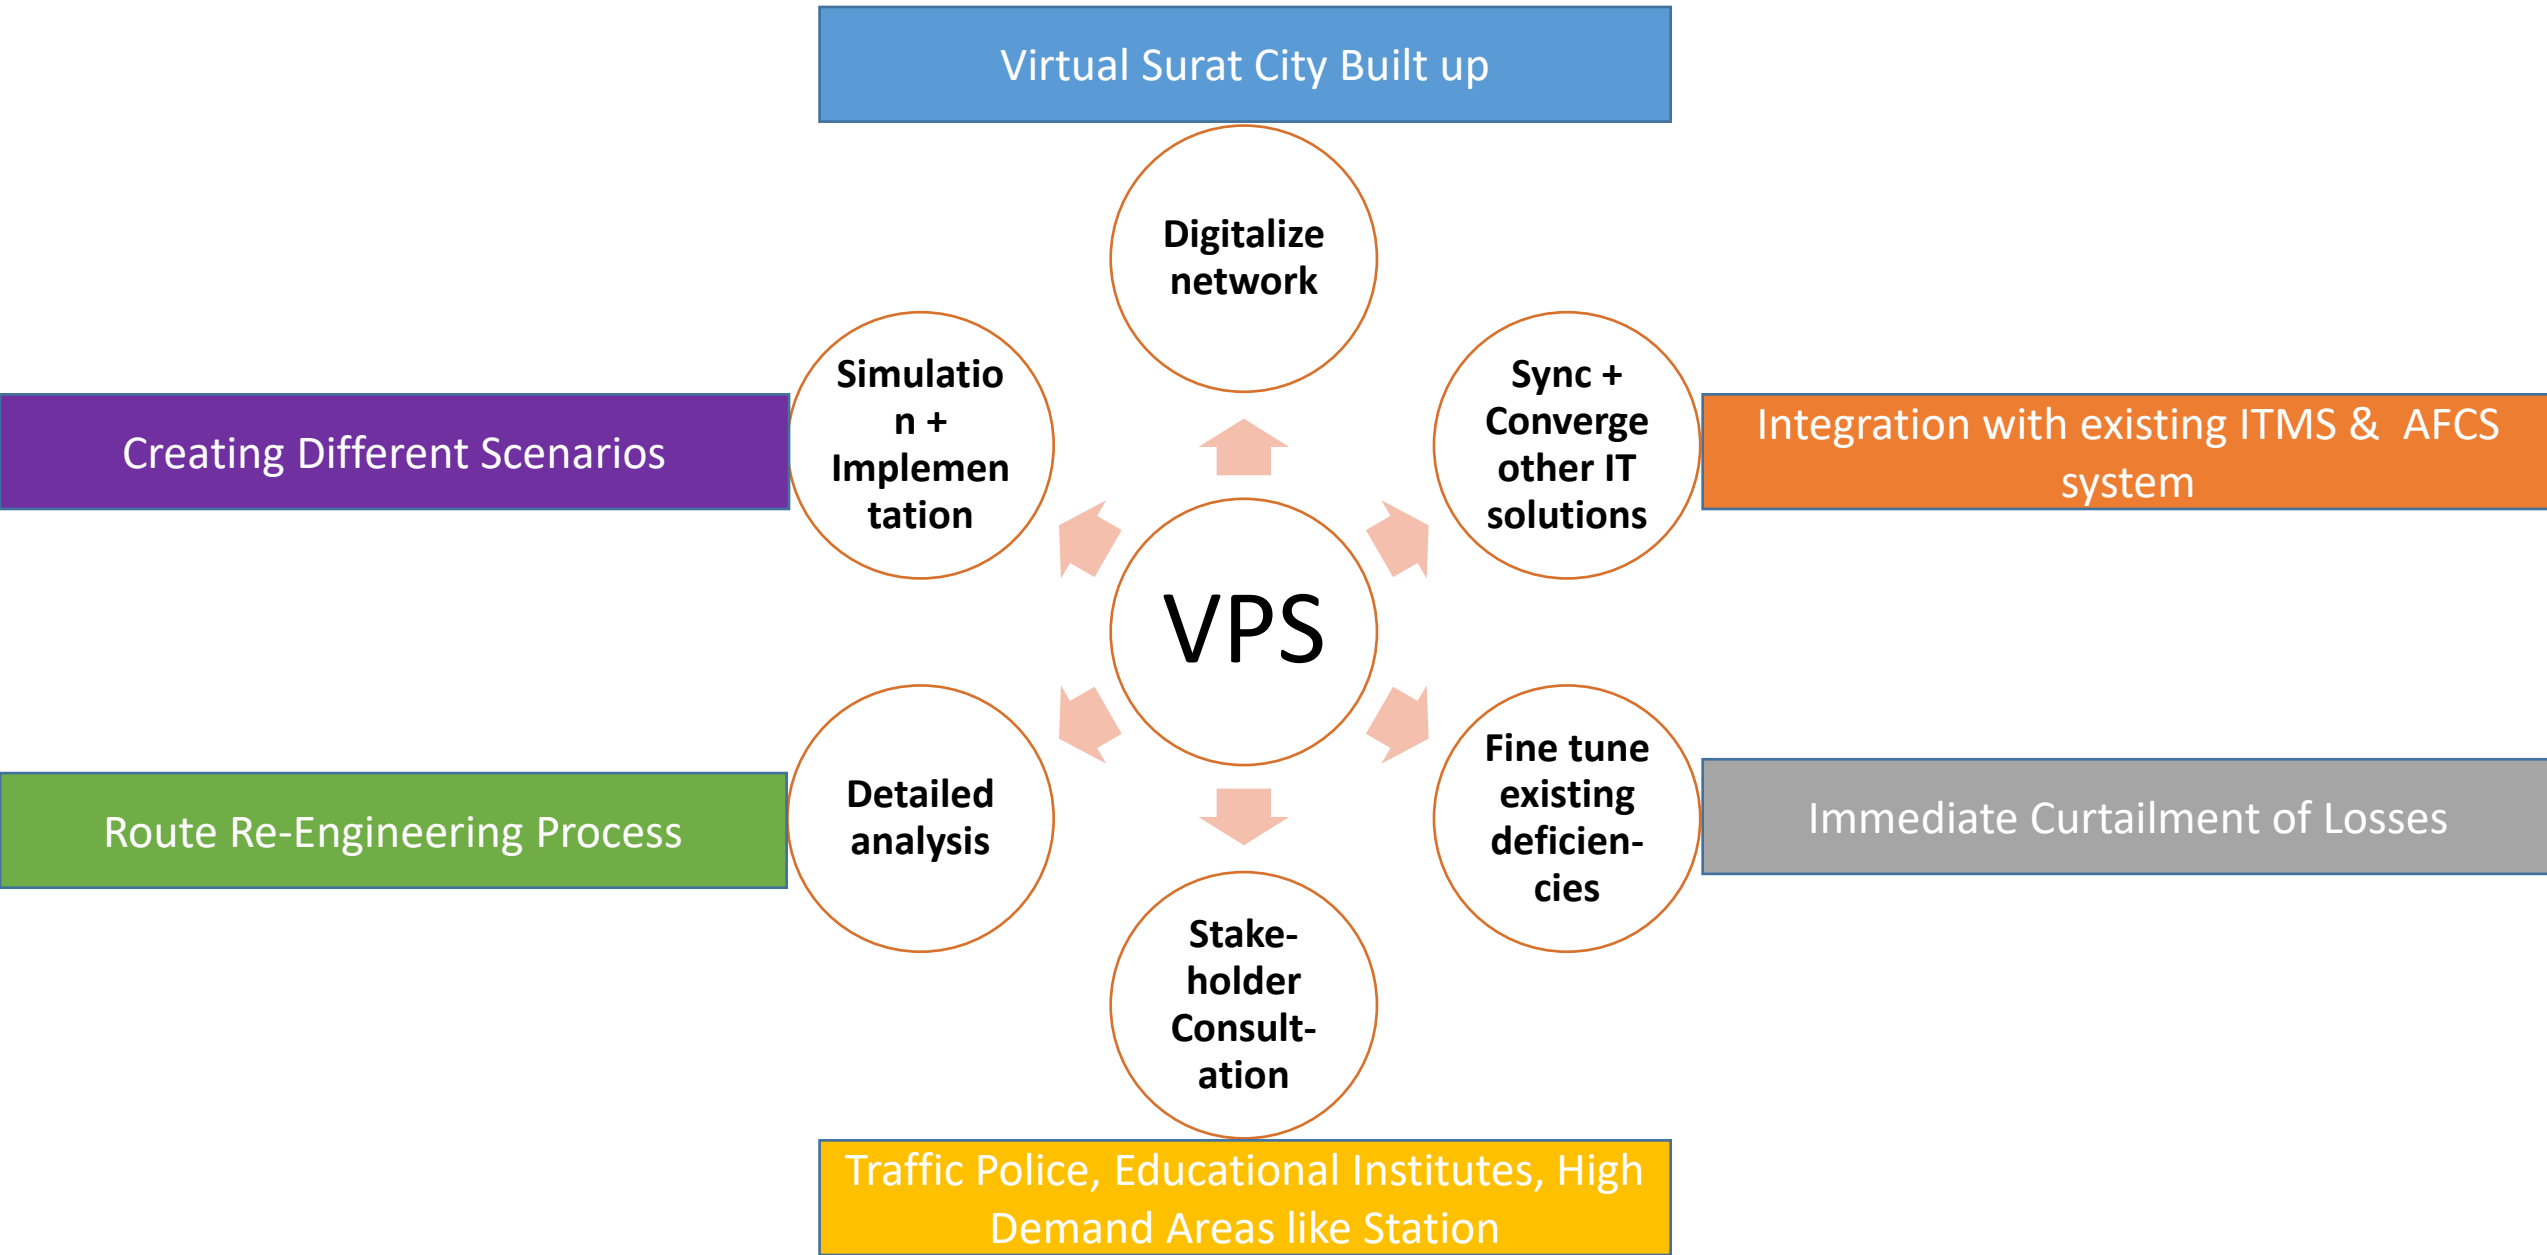 Virtual Surat City Built up
Digitalize
network
Simulatio
n +
Implemen
tation
Creating Different Scenarios
Sync +
Converge
other IT
solutions
Integration with existing ITMS &  AFCS
system
VPS
Detailed
analysis
Route Re-Engineering Process
Fine tune
existing
deficien-
cies
Immediate Curtailment of Losses
Stake-
holder
Consult-
ation
Traffic Police, Educational Institutes, High
Demand Areas like Station